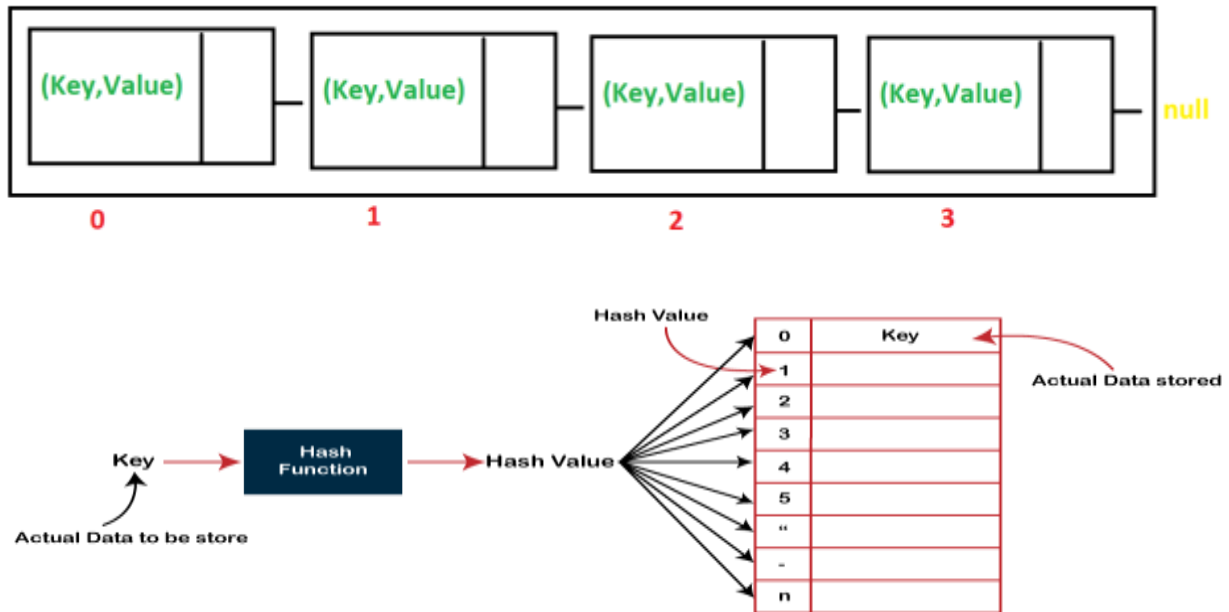 (Key,Value) (Key,Value) (Key,Value) (Key,Value) null
0 1 2 3
Hash Value
0 Key
1
Actual Data stored
2
3
Key
Hash
Function
Hash Value
4
5
Actual Data to be store
“
-
n